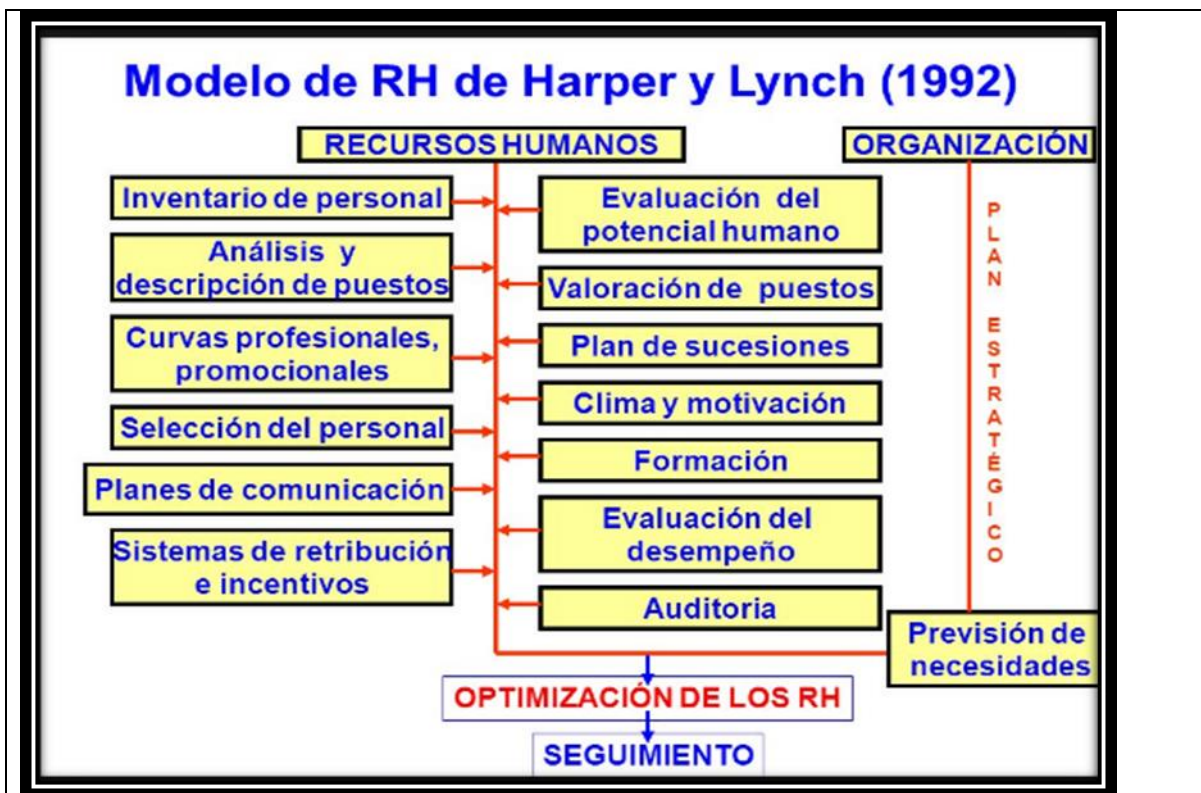 Modelo de RH de Harper y Lynch (1992)
RECURSOS HUMANOS
ORGANIZACIÓN
Inventario de personal
Análisis y
descripción de puestos
Curvas profesionales,
promocionales
Selección del personal
Planes de comunicación
Sistemas de retribución
e incentivos
Evaluación del
potencial humano
Valoración de puestos
Plan de sucesiones
Clima y motivación
Formación
Evaluación del
desempeño
Auditoria
PLAN ESTRATÉGICO
Previsión de
necesidades
OPTIMIZACIÓN DE LOS RH
SEGUIMIENTO